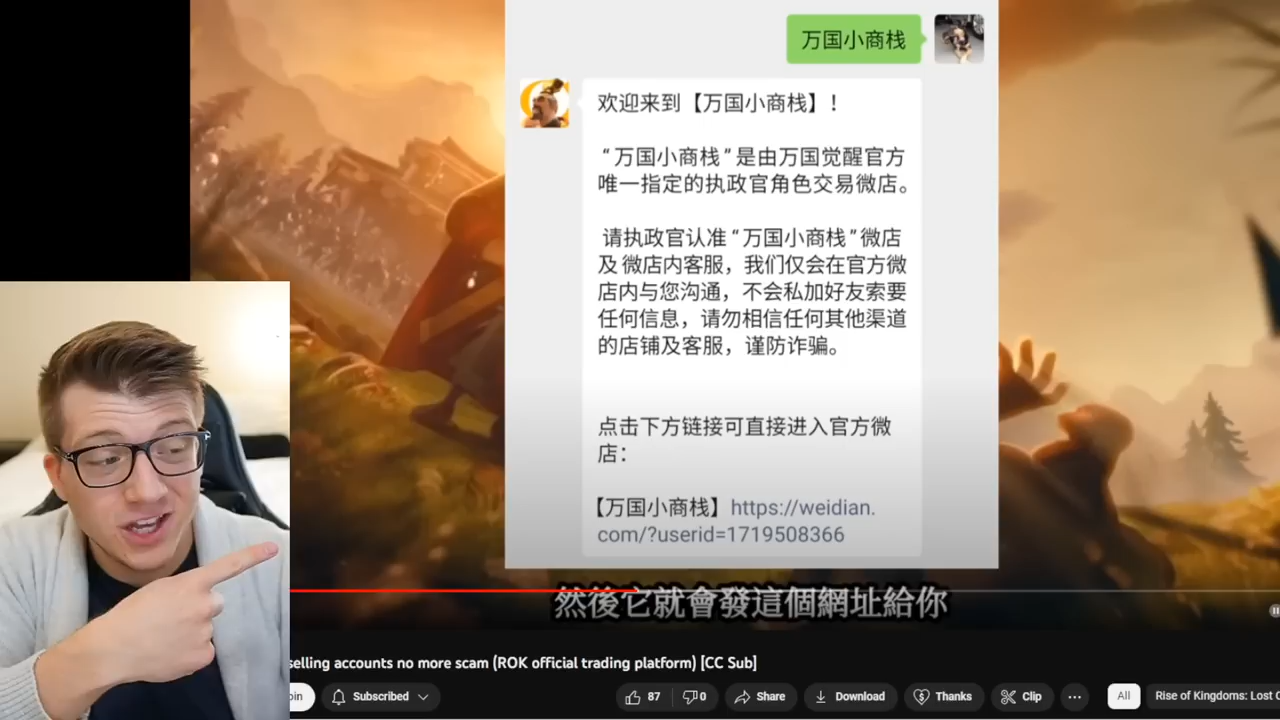 万国小商栈
欢迎来到【万国小商栈】！
“万国小商栈”是由万国觉醒官方
唯一指定的执政官角色交易微店。
请执政官认准“万国小商栈”微店
及 微店内客服，我们仅会在官方微
店内与您沟通，不会私加好友索要
任何信息，请勿相信任何其他渠道
的店铺及客服，谨防诈骗。
点击下方链接可直接进入官方微
店：
【万国小商栈】https://weidian.
com/?userid=1719508366
然後它就會發這個網址給你
selling accounts no more scam (ROK official trading platform) [CC Sub]
Subscribed 87 0 Share Download Thanks Clip ... All Rise of Kingdoms: Lost